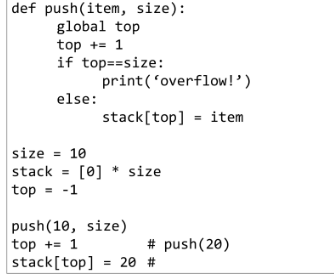 def push(item, size):
global top
top += 1
if top==size:
print(‘overflow!’)
else:
stack[top] = item
size = 10
stack = [0] * size
top = -1
push(10, size)
top += 1 # push(20)
stack[top] = 20 #